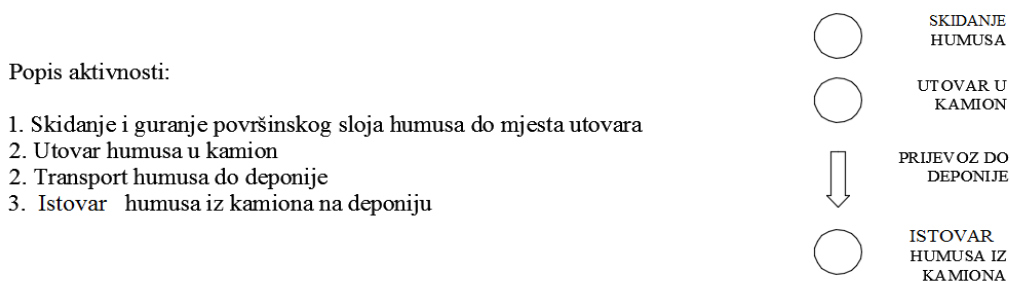 Popis aktivnosti:
1. Skidanje i guranje površinskog sloja humusa do mjesta utovara
2. Utovar humusa u kamion
2. Transport humusa do deponije
3. Istovar humusa iz kamiona na deponiju
SKIDANJE
HUMUSA
UTOVAR U
KAMION
PRIJEVOZ DO
DEPONIJE
ISTOVAR
HUMUSA IZ
KAMIONA